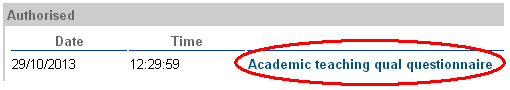 Authorised
Date Time
29/10/2013 12:29:59 Academic teaching qual questionnaire